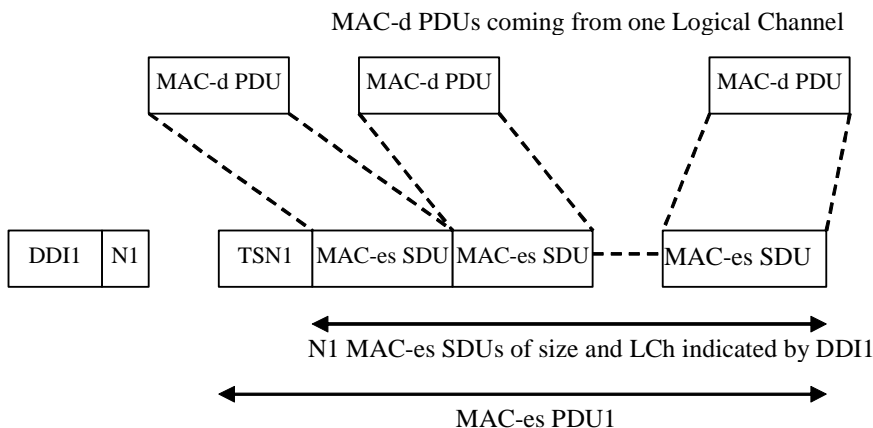 MAC-d PDUs coming from one Logical Channel
MAC-d PDU MAC-d PDU MAC-d PDU
DDI1 N1 TSN1 MAC-es SDU MAC-es SDU MAC-es SDU
N1 MAC-es SDUs of size and LCh indicated by DDI1
MAC-es PDU1